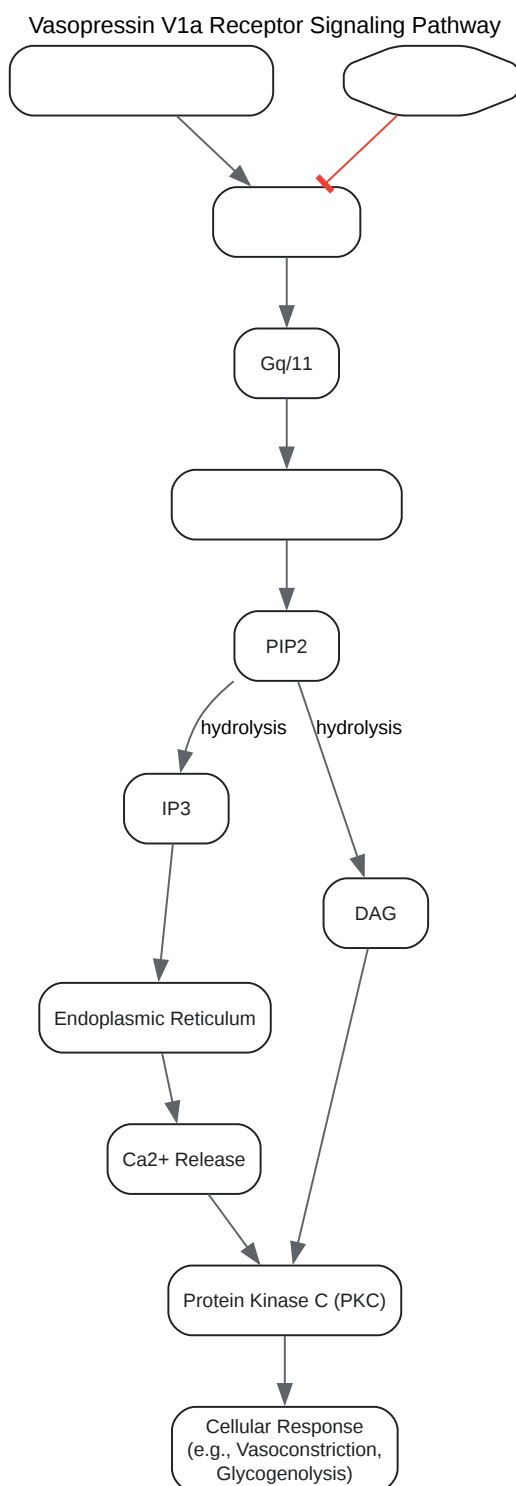 Vasopressin V1a Receptor Signaling Pathway
Gq/11
PIP2
hydrolysis
hydrolysis
IP3
DAG
Endoplasmic Reticulum
Ca2+ Release
Protein Kinase C (PKC)
Cellular Response
(e.g., Vasoconstriction,
Glycogenolysis)